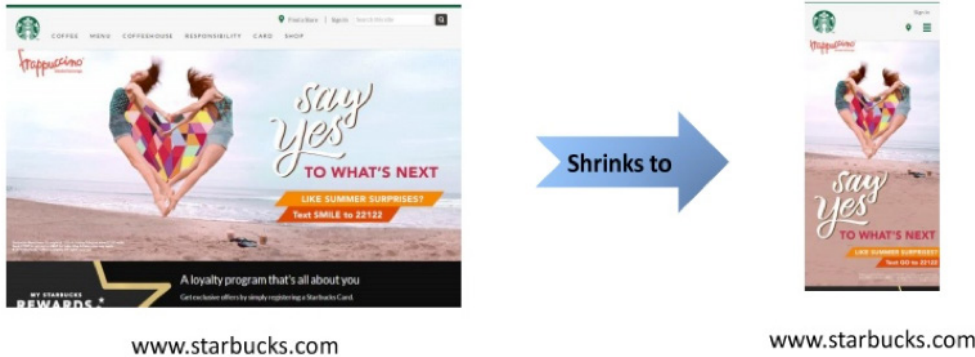 Find a Store | Sign In Search this site
COFFEE MENU COFFEEHOUSE RESPONSIBILITY CARD SHOP
frappuccino
say
yes
TO WHAT'S NEXT
LIKE SUMMER SURPRISES?
Text SMILE to 22122
A loyalty program that's all about you
Get exclusive offers by simply registering a Starbucks Card.
MY STARBUCKS
REWARDS
www.starbucks.com
Shrinks to
Sign In
frappuccino
say
yes
TO WHAT'S NEXT
LIKE SUMMER SURPRISES?
Text GO to 22122
www.starbucks.com